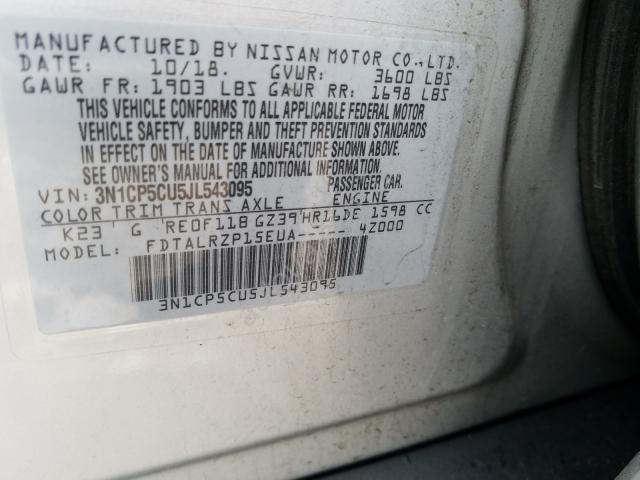 MANUFACTURED BY NISSAN MOTOR CO., LTD.
DATE: 10/18. GVWR: 3600 LBS
GAWR FR: 1903 LBS GAWR RR: 1698 LBS
THIS VEHICLE CONFORMS TO ALL APPLICABLE FEDERAL MOTOR
VEHICLE SAFETY, BUMPER AND THEFT PREVENTION STANDARDS
IN EFFECT ON THE DATE OF MANUFACTURE SHOWN ABOVE.
SEE OWNER'S MANUAL FOR ADDITIONAL INFORMATION
VIN: 3N1CP5CU5JL543095 PASSENGER CAR.
COLOR TRIM TRANS AXLE ENGINE
K23 G RE0F11B GZ39 HR16DE 1598 CC
MODEL: FDTALRZP15EUA----- 4Z000
3N1CP5CU5JL543095